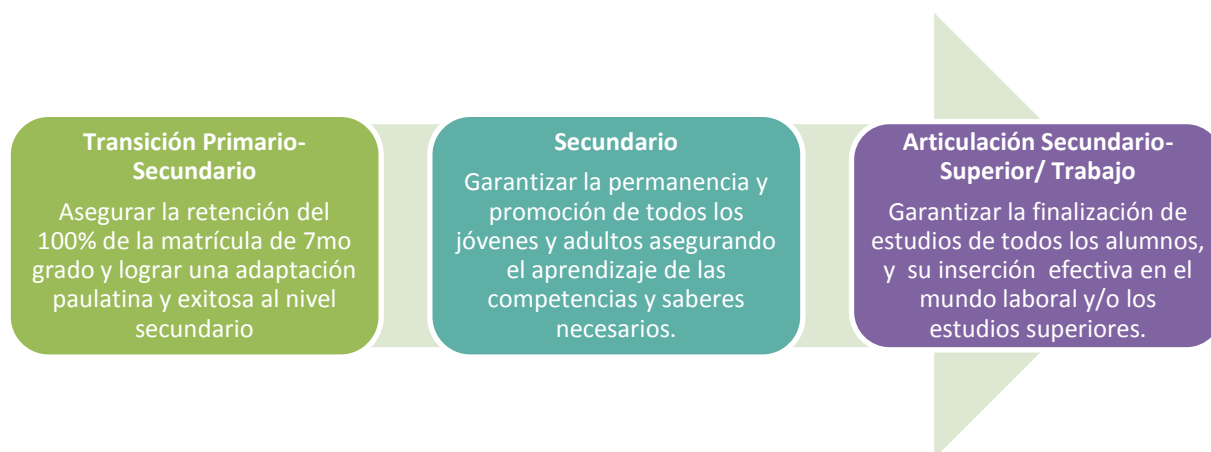 Transición Primario-
Secundario
Asegurar la retención del
100% de la matrícula de 7mo
grado y lograr una adaptación
paulatina y exitosa al nivel
secundario
Secundario
Garantizar la permanencia y
promoción de todos los
jóvenes y adultos asegurando
el aprendizaje de las
competencias y saberes
necesarios.
Articulación Secundario-
Superior/ Trabajo
Garantizar la finalización de
estudios de todos los alumnos,
y su inserción efectiva en el
mundo laboral y/o los
estudios superiores.